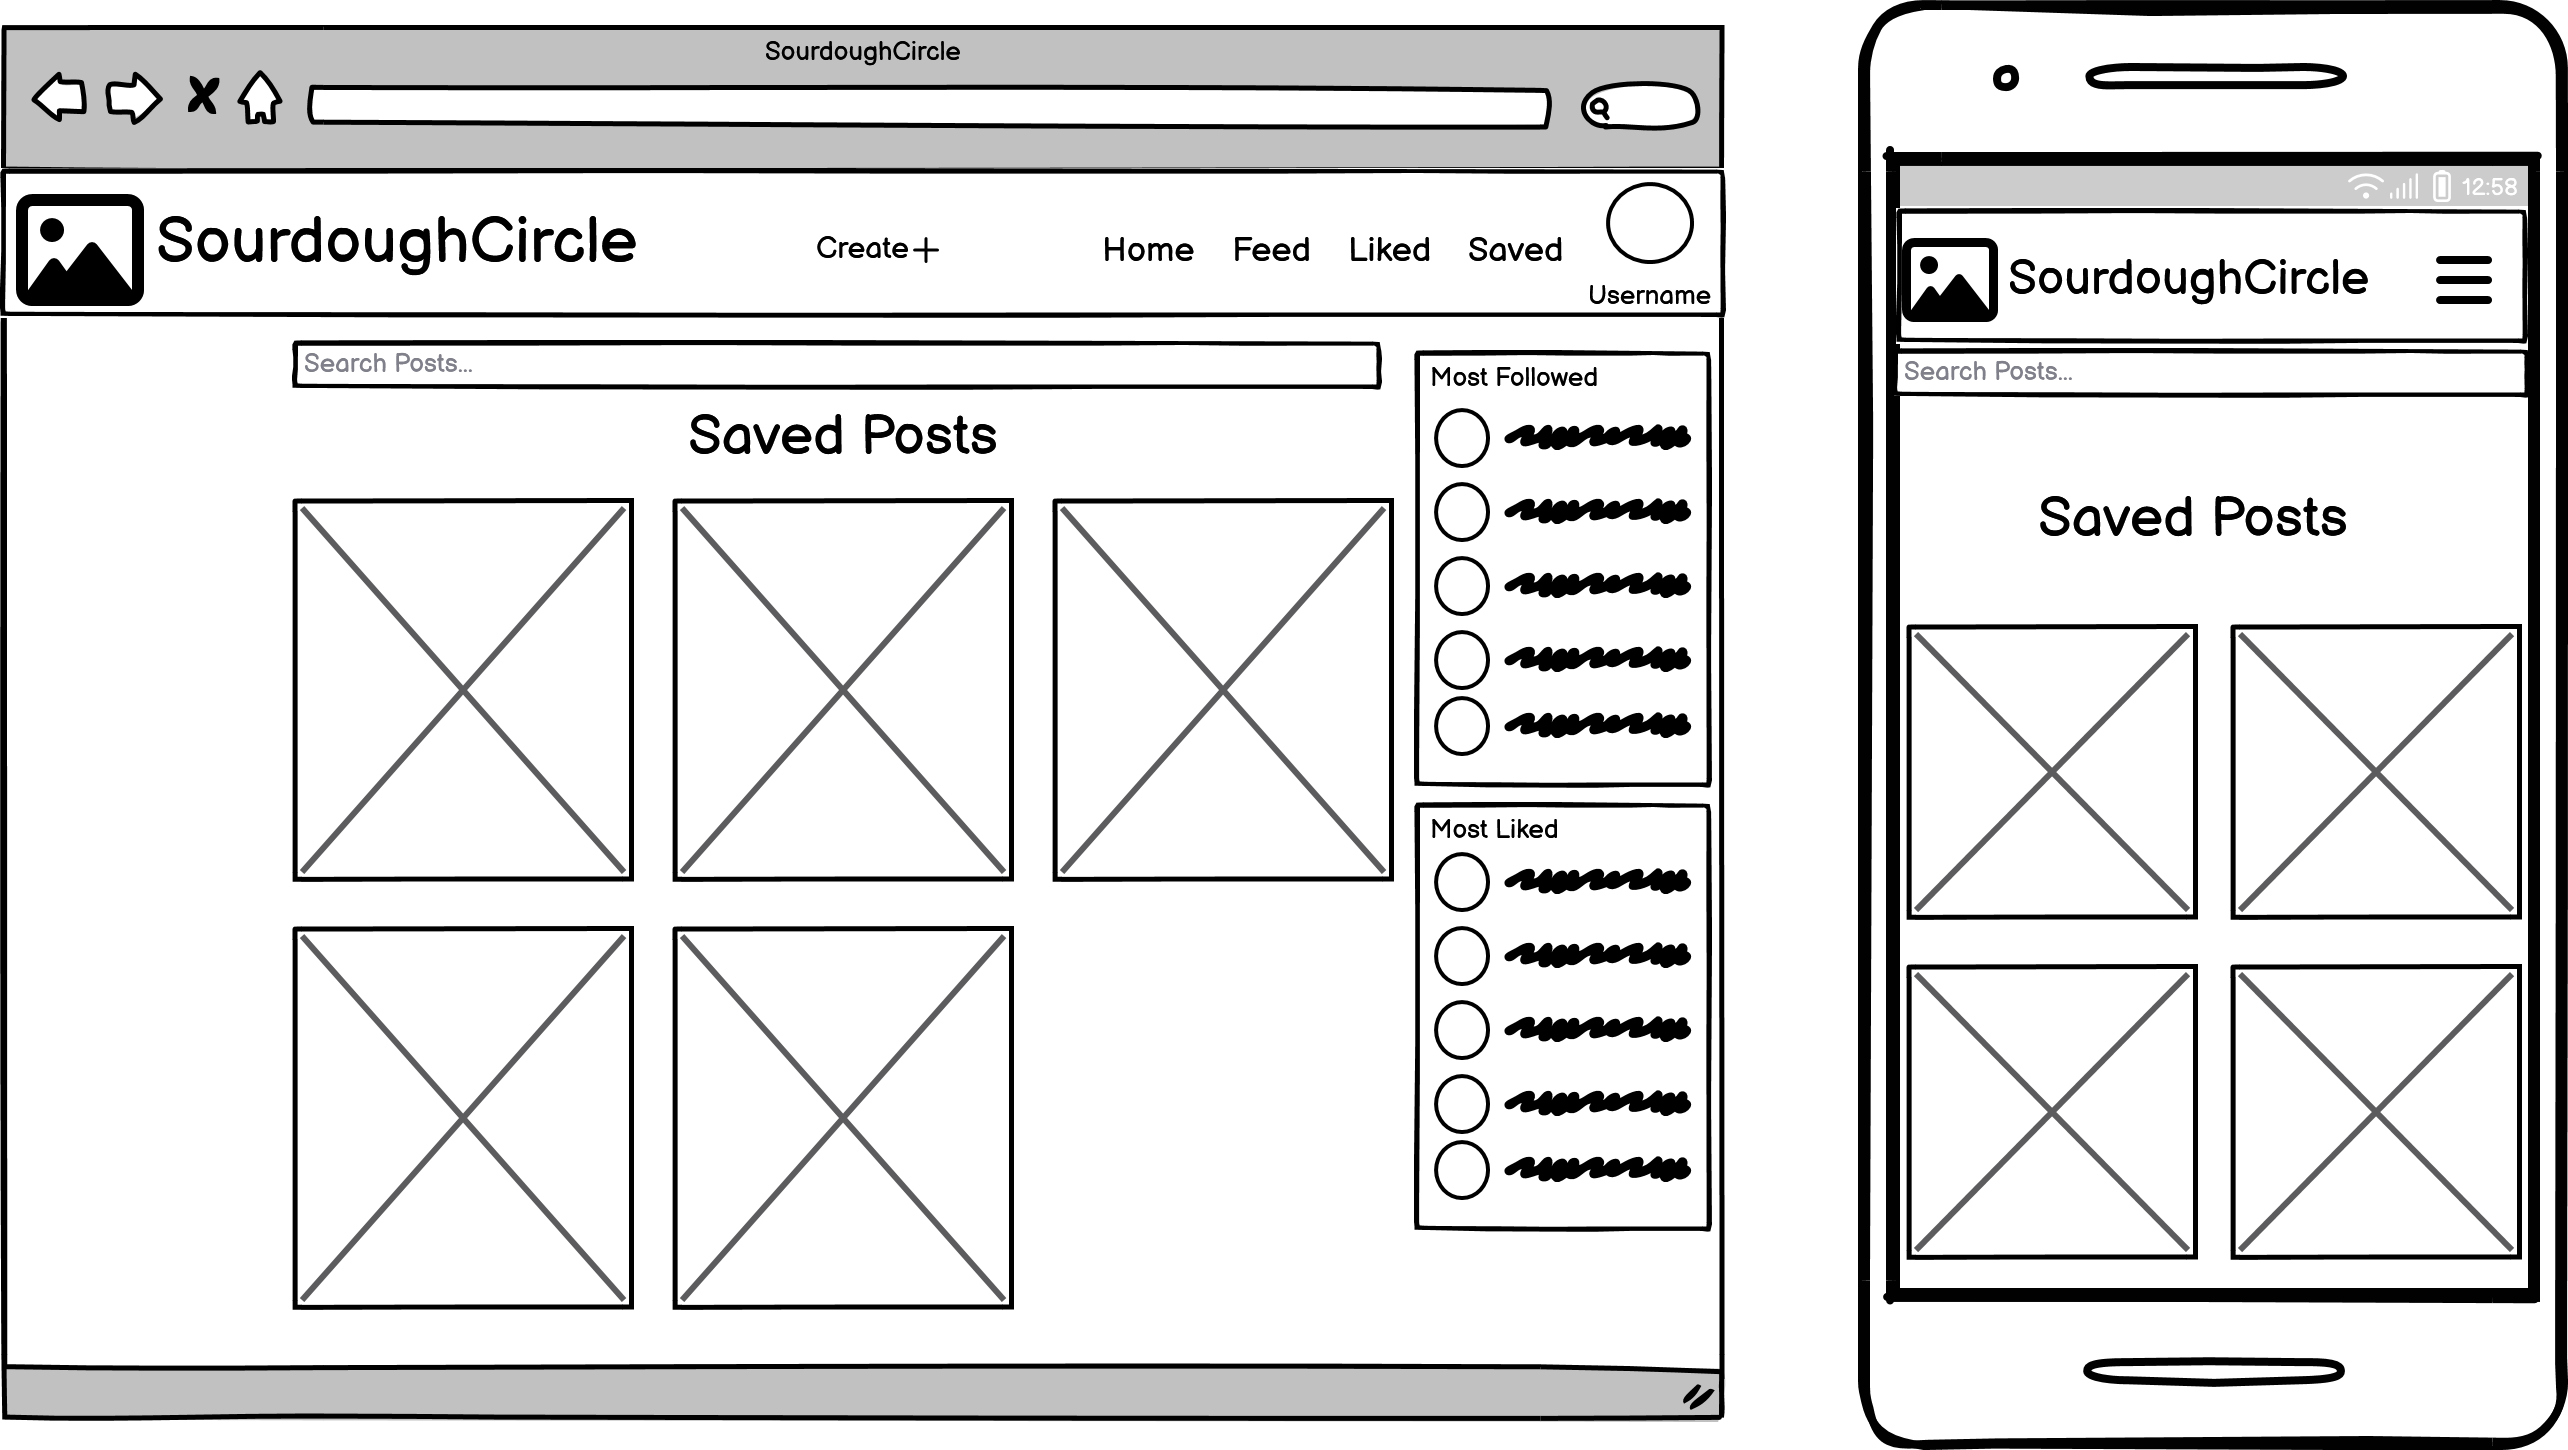 SourdoughCircle
SourdoughCircle
Create+
Home Feed Liked Saved
Username
Search Posts...
Saved Posts
Most Followed
Most Liked
12:58
SourdoughCircle
Search Posts...
Saved Posts